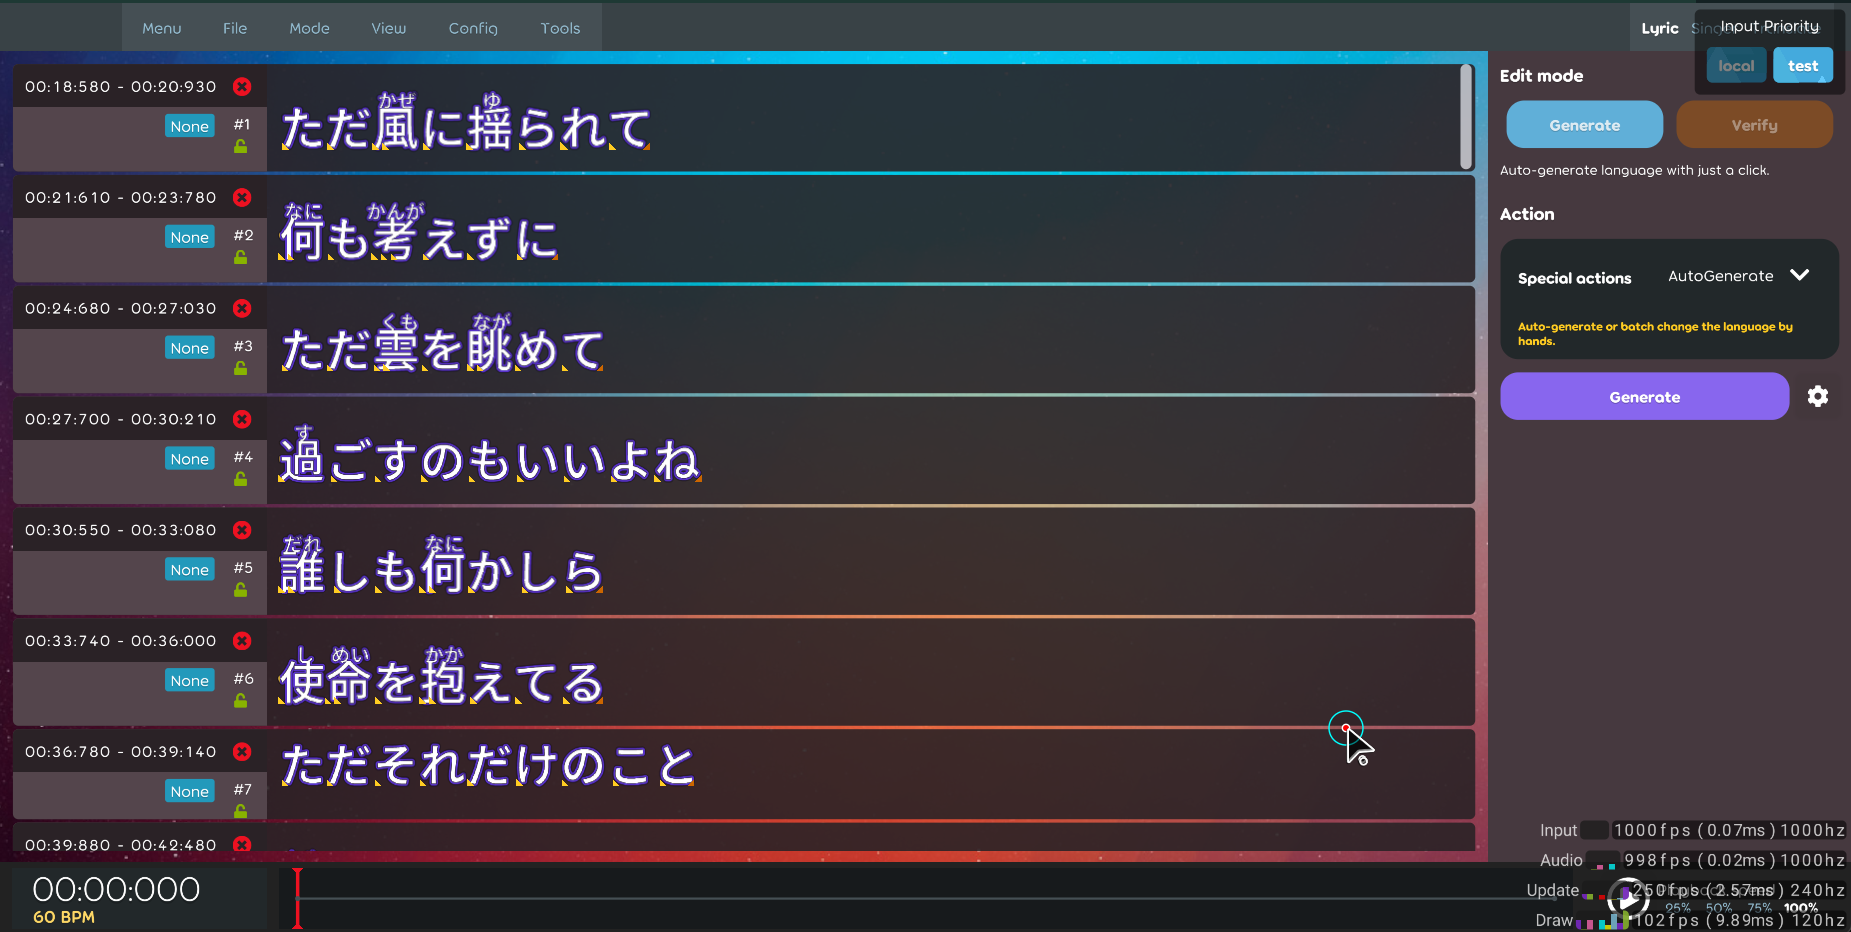 Menu File Mode View Config Tools
Lyric
Input Priority
local test
00:18:580 - 00:20:930
None #1
かぜ ゆ
ただ風に揺られて
00:21:610 - 00:23:780
None #2
なに かんが
何も考えずに
00:24:680 - 00:27:030
None #3
くも なが
ただ雲を眺めて
00:27:700 - 00:30:210
None #4
す
過ごすのもいいよね
00:30:550 - 00:33:080
None #5
だれ なに
誰しも何かしら
00:33:740 - 00:36:000
None #6
し めい かか
使命を抱えてる
00:36:780 - 00:39:140
None #7
ただそれだけのこと
00:39:880 - 00:42:480
Edit mode
Generate Verify
Auto-generate language with just a click.
Action
Special actions AutoGenerate
Auto-generate or batch change the language by
hands.
Generate
00:00:000
60 BPM
Input 1000fps (0.07ms) 1000hz
Audio 998fps (0.02ms) 1000hz
Update 250fps (2.57ms) 240hz
25% 50% 75% 100%
Draw 102fps (9.89ms) 120hz